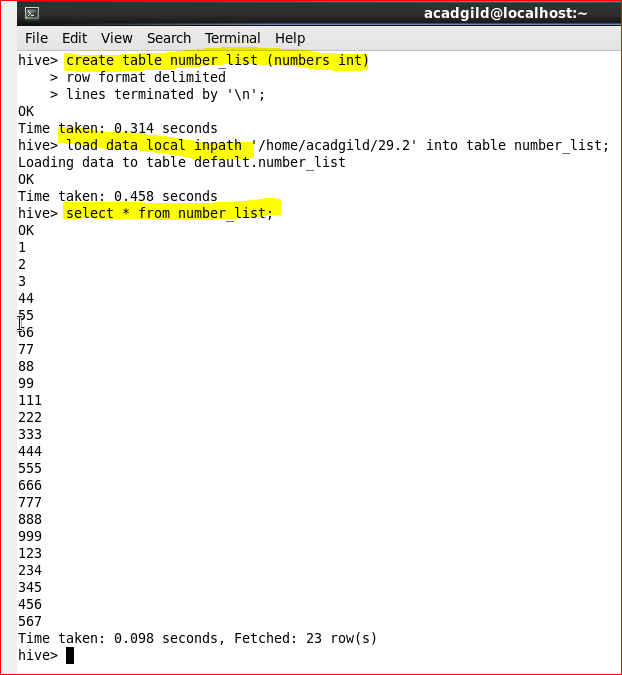 acadgild@localhost:~
File Edit View Search Terminal Help
hive> create table number_list (numbers int)
    > row format delimited
    > lines terminated by '\n';
OK
Time taken: 0.314 seconds
hive> load data local inpath '/home/acadgild/29.2' into table number_list;
Loading data to table default.number_list
OK
Time taken: 0.458 seconds
hive> select * from number_list;
OK
1
2
3
44
55
66
77
88
99
111
222
333
444
555
666
777
888
999
123
234
345
456
567
Time taken: 0.098 seconds, Fetched: 23 row(s)
hive>